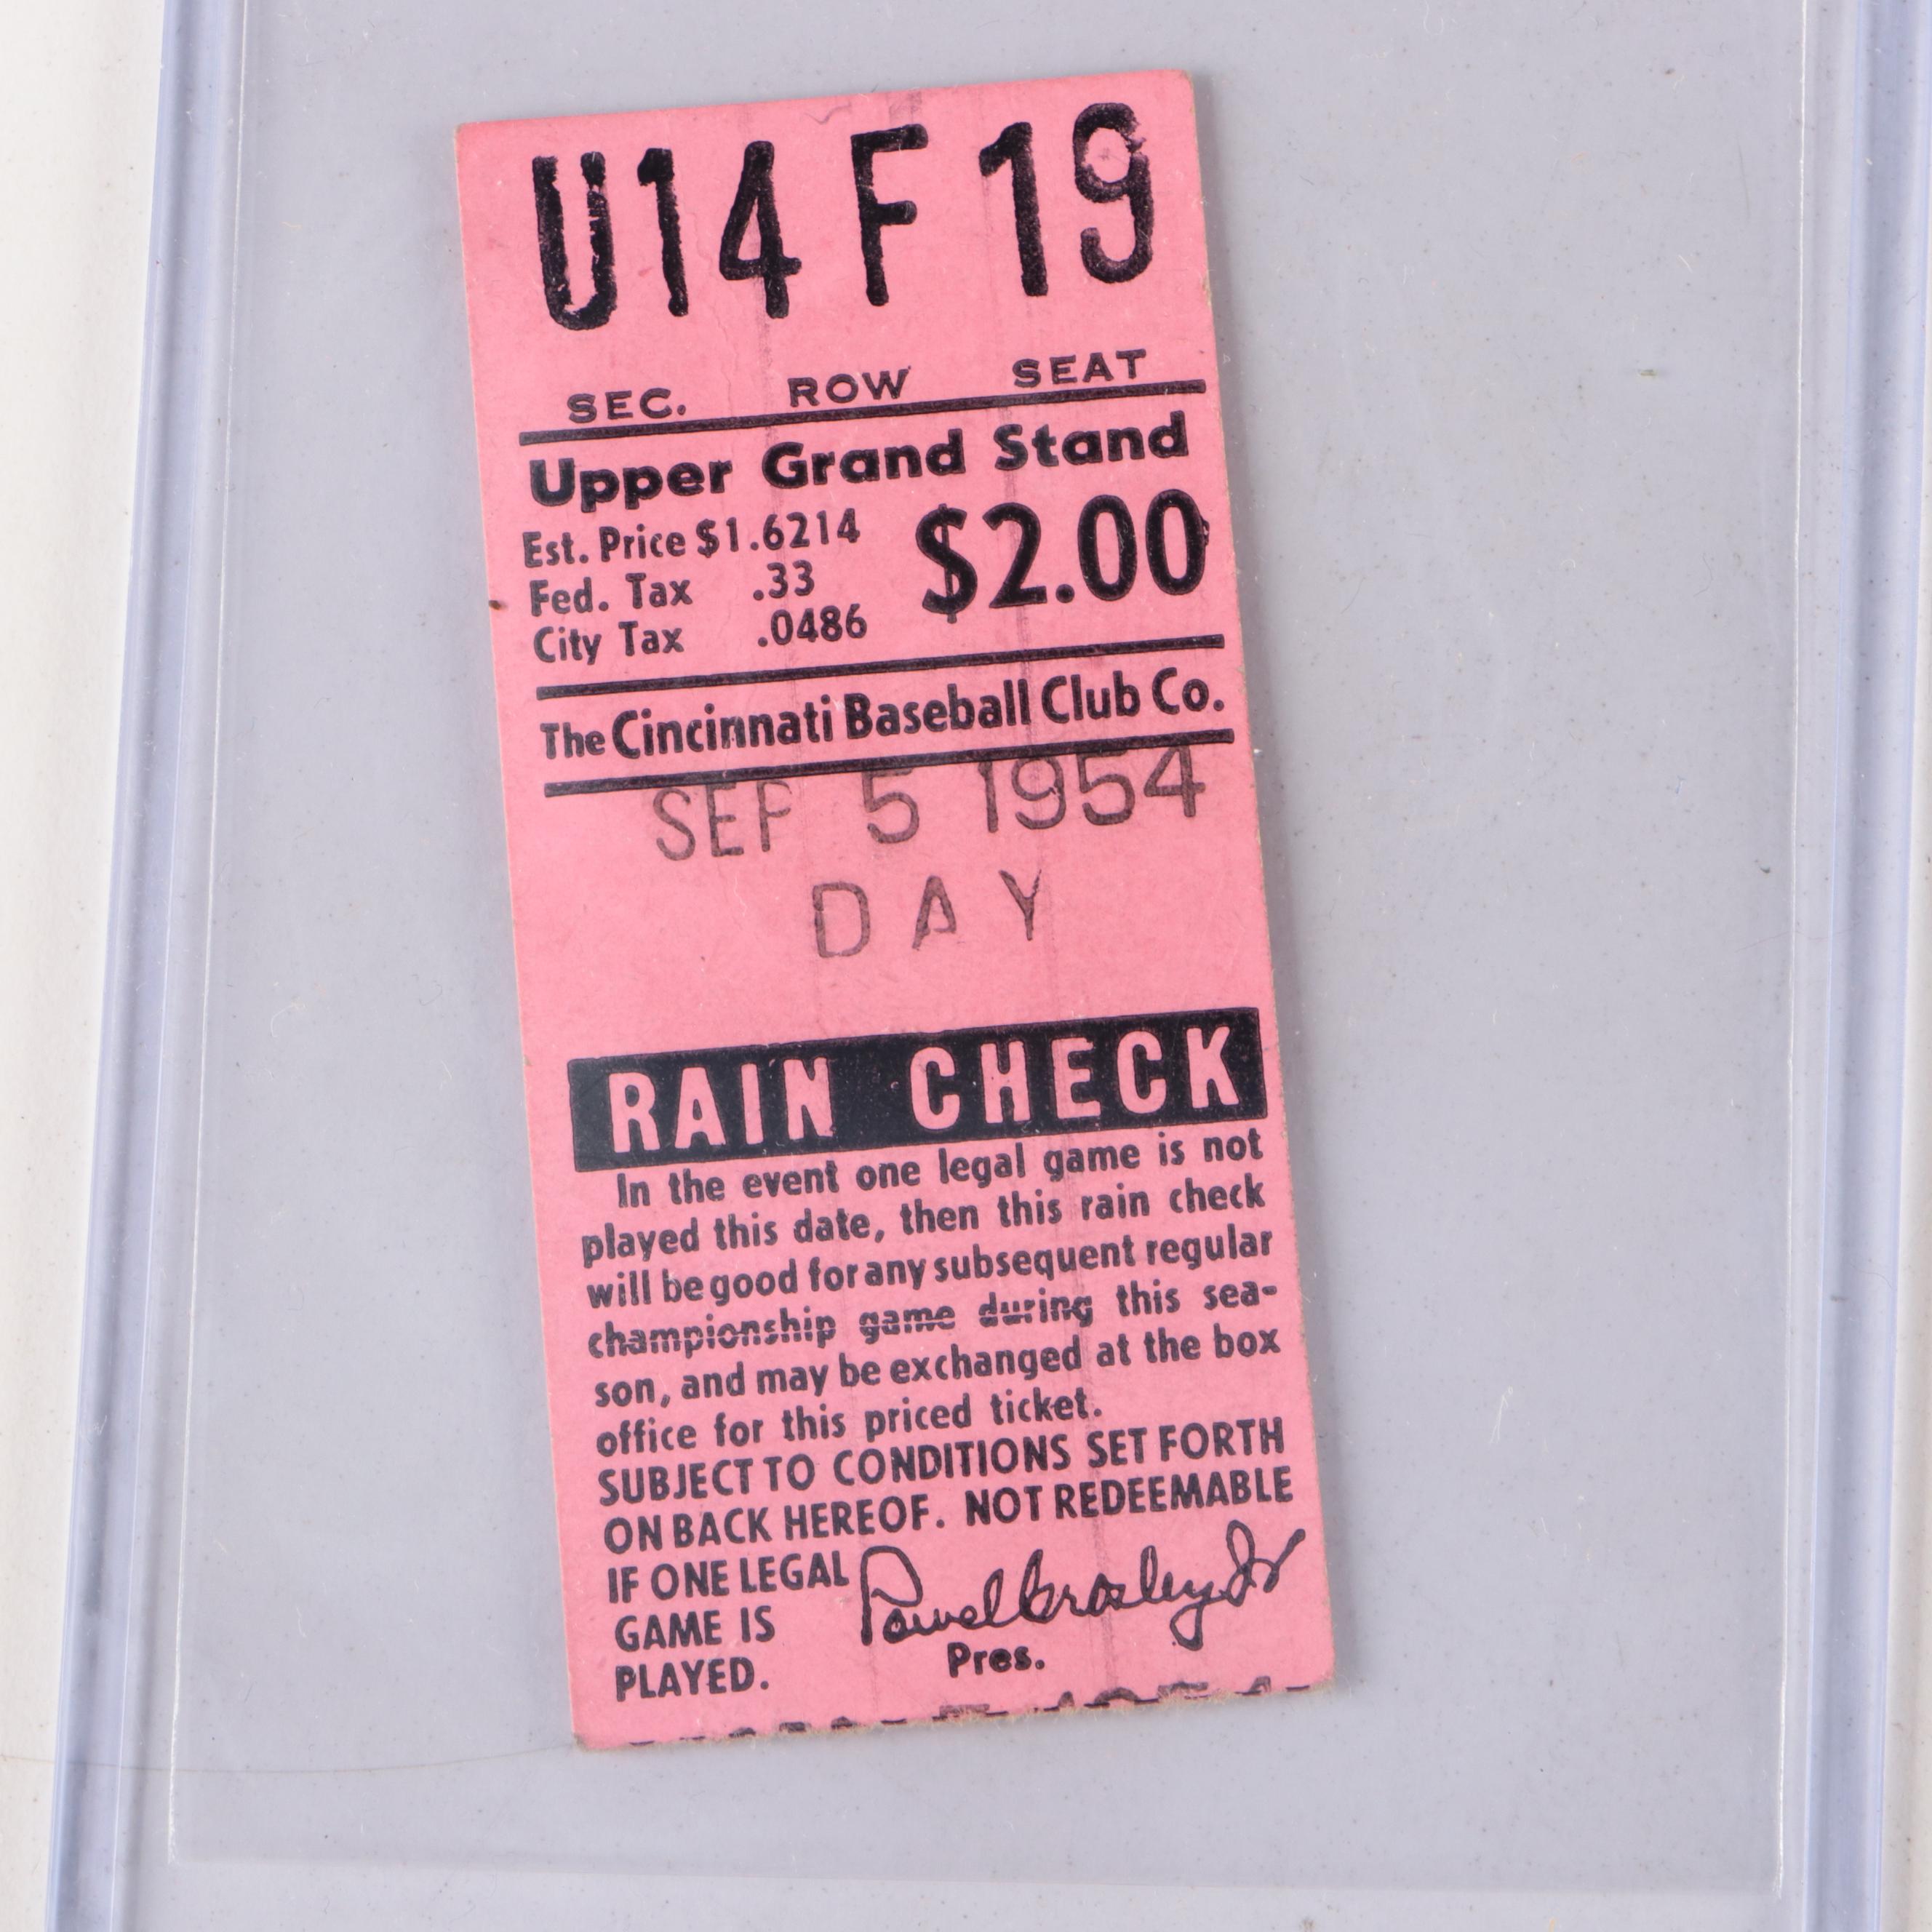 U14 F 19
SEC. ROW SEAT
Upper Grand Stand
Est. Price $1.6214
$2.00
Fed. Tax .33
City Tax .0486
The Cincinnati Baseball Club Co.
SEP 5 1954
DAY
RAIN CHECK
In the event one legal game is not
played this date, then this rain check
will be good for any subsequent regular
championship game during this sea-
son, and may be exchanged at the box
office for this priced ticket.
SUBJECT TO CONDITIONS SET FORTH
ON BACK HEREOF. NOT REDEEMABLE
IF ONE LEGAL
GAME IS
PLAYED.
Powel Crosley Jr
Pres.